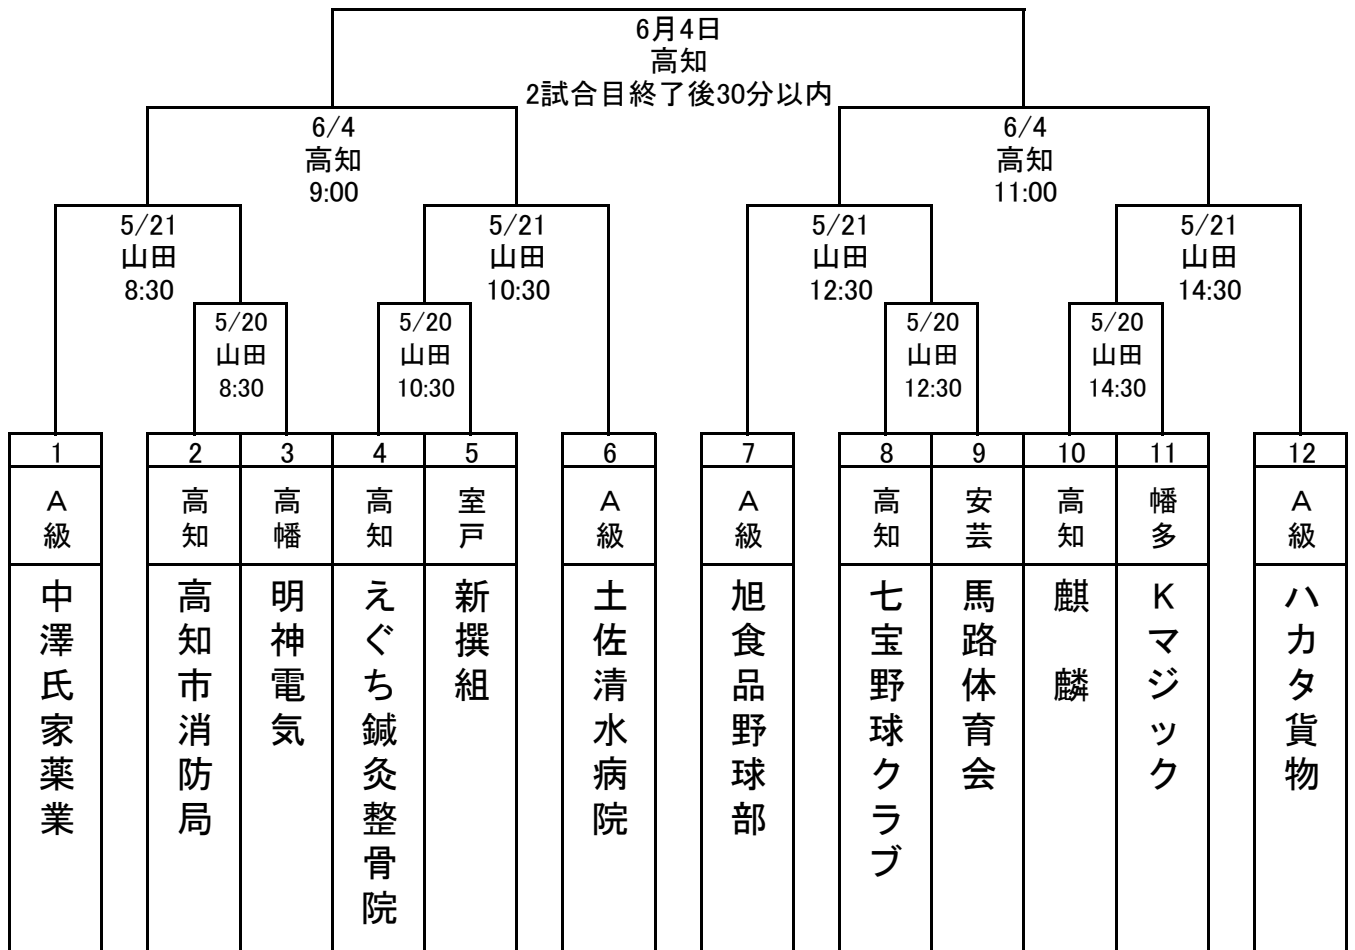 6月4日
高知
2試合目終了後30分以内
6/4
高知
9:00
6/4
高知
11:00
5/21
山田
8:30
5/21
山田
10:30
5/21
山田
12:30
5/21
山田
14:30
5/20
山田
8:30
5/20
山田
10:30
5/20
山田
12:30
5/20
山田
14:30
1
A級
中澤氏家薬業
2
高知
高知市消防局
3
高幡
明神電気
4
高知
えぐち鍼灸整骨院
5
室戸
新撰組
6
A級
土佐清水病院
7
A級
旭食品野球部
8
高知
七宝野球クラブ
9
安芸
馬路体育会
10
高知
麒麟
11
幡多
Kマジック
12
A級
ハカタ貨物